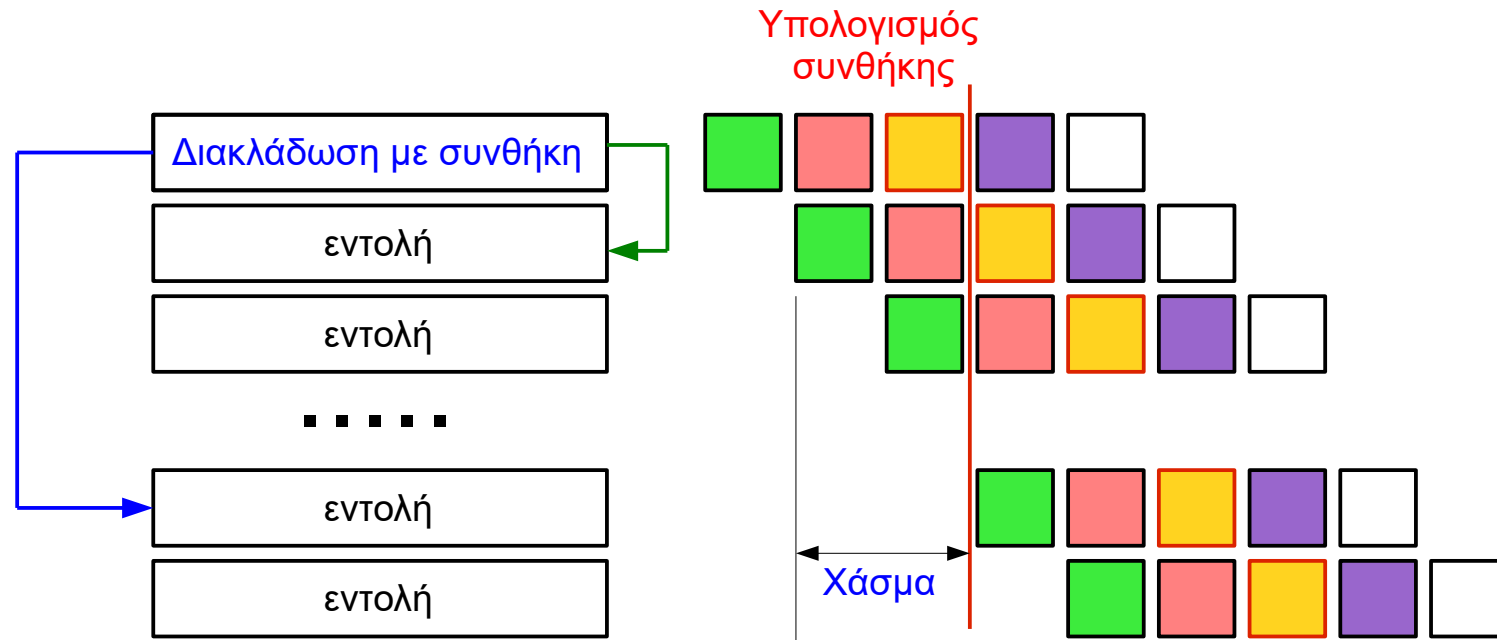 Υπολογισμός
συνθήκης
Διακλάδωση με συνθήκη
εντολή
εντολή
εντολή
Χάσμα
εντολή